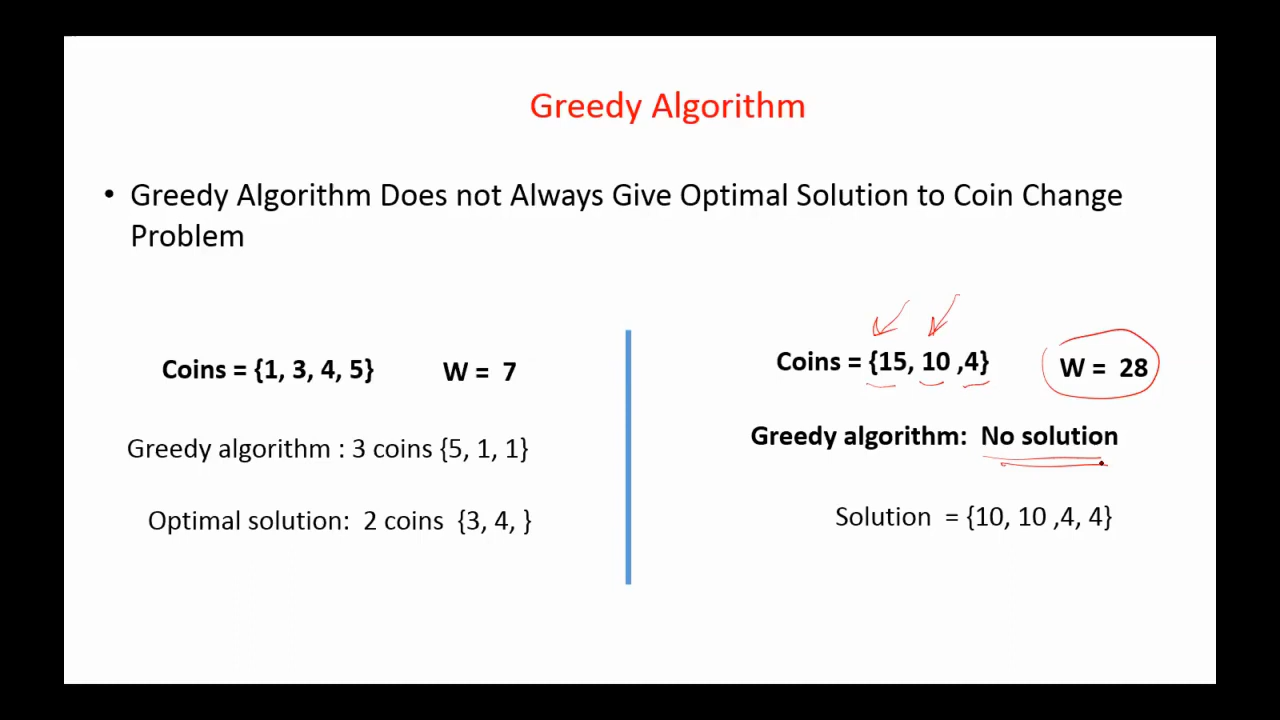 Greedy Algorithm
• Greedy Algorithm Does not Always Give Optimal Solution to Coin Change
Problem
Coins = {1, 3, 4, 5} W = 7
Greedy algorithm : 3 coins {5, 1, 1}
Optimal solution: 2 coins {3, 4, }
Coins = {15, 10 ,4} W = 28
Greedy algorithm: No solution
Solution = {10, 10 ,4, 4}